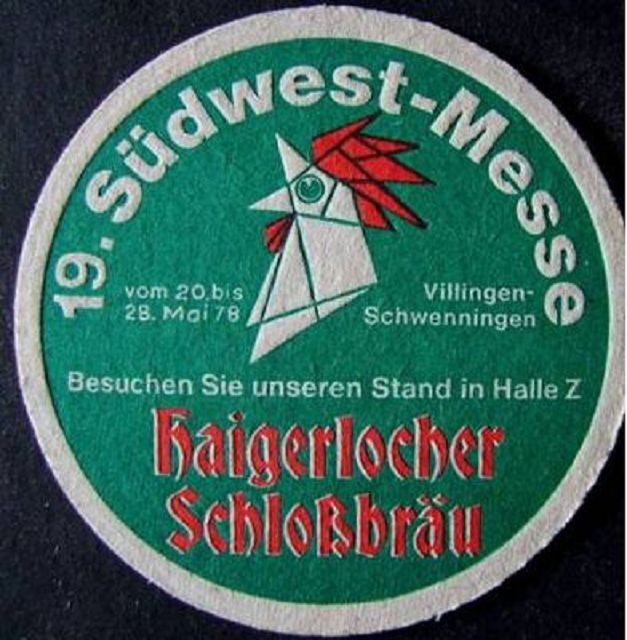 19. Südwest-Messe
vom 20.bis
28. Mai 78
Villingen-
Schwenningen
Besuchen Sie unseren Stand in Halle Z
Haigerlocher
Schloßbräu